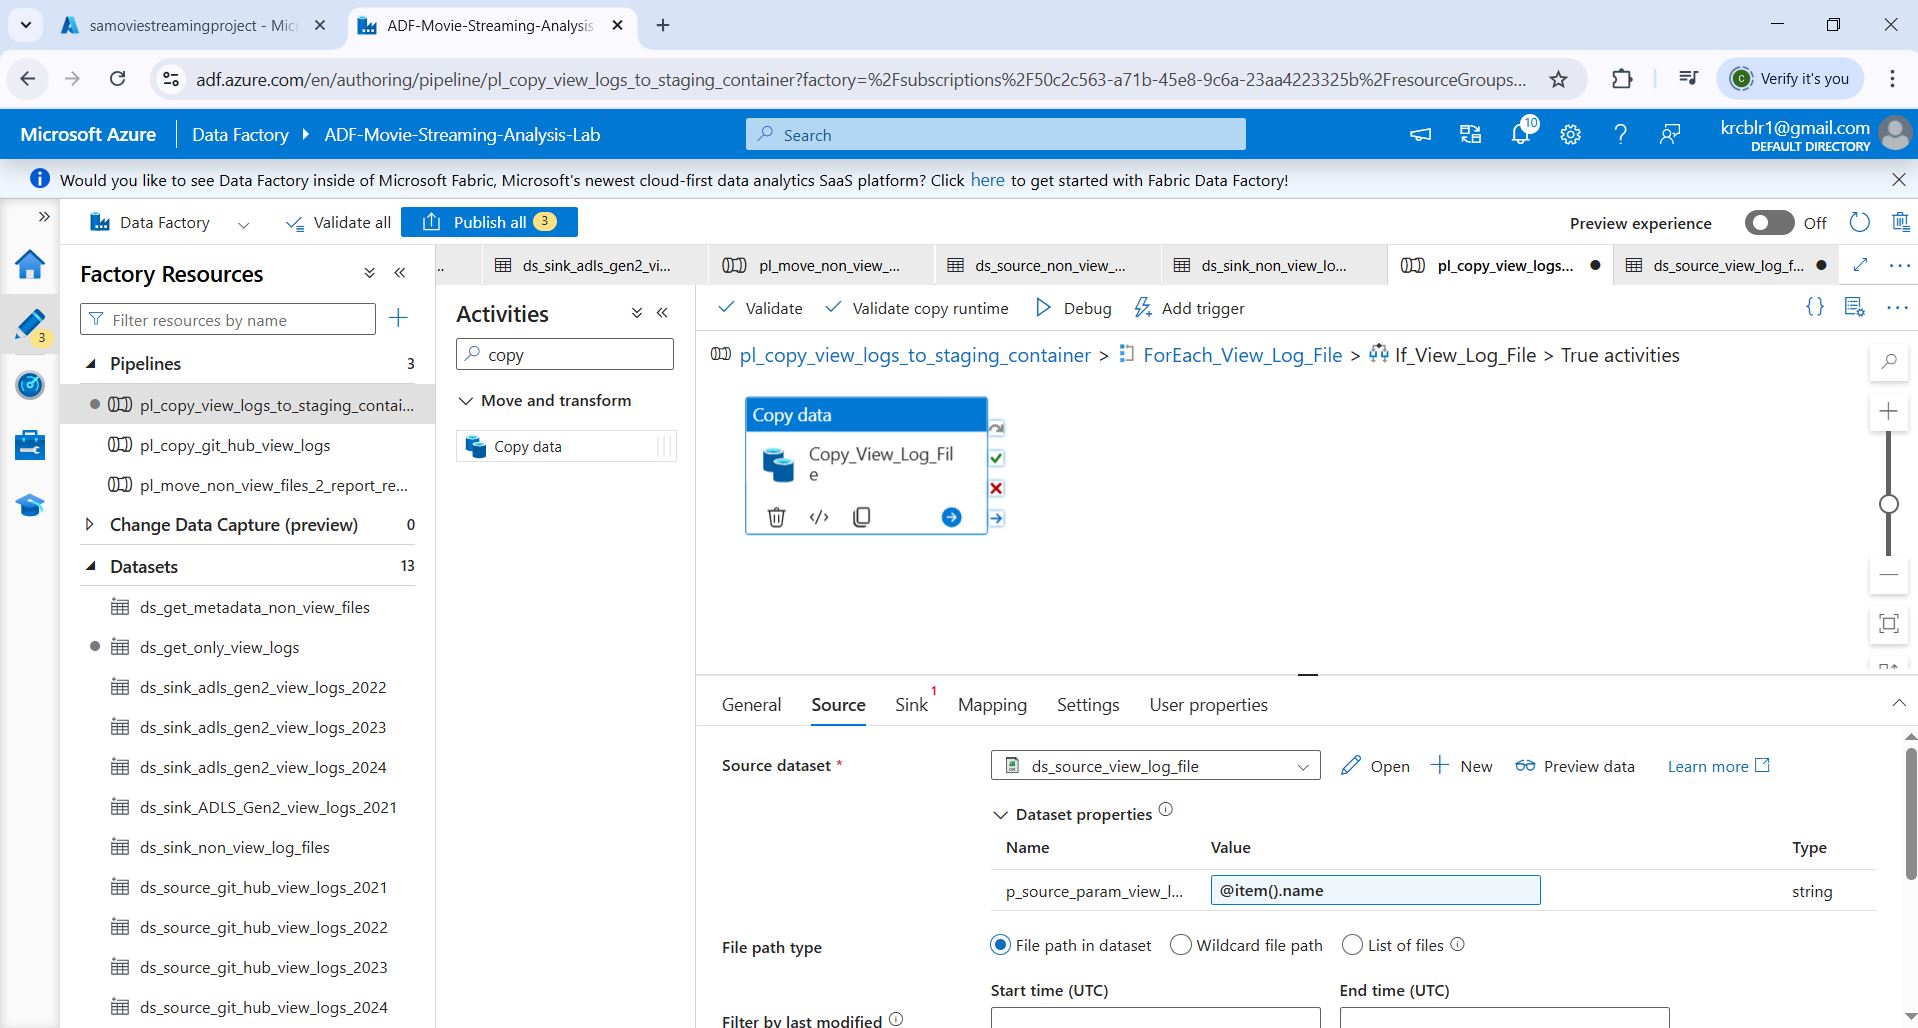 samoviestreamingproject - Mic
ADF-Movie-Streaming-Analysis
adf.azure.com/en/authoring/pipeline/pl_copy_view_logs_to_staging_container?factory=%2Fsubscriptions%2F50c2c563-a71b-45e8-9c6a-23aa4223325b%2FresourceGroups...
Verify it's you
Microsoft Azure
Data Factory
ADF-Movie-Streaming-Analysis-Lab
Search
10
krcblr1@gmail.com
DEFAULT DIRECTORY
Would you like to see Data Factory inside of Microsoft Fabric, Microsoft's newest cloud-first data analytics SaaS platform? Click here to get started with Fabric Data Factory!
Data Factory
Validate all
Publish all 3
Preview experience
Off
Factory Resources
..
ds_sink_adls_gen2_vi...
pl_move_non_view_...
ds_source_non_view_...
ds_sink_non_view_lo...
pl_copy_view_logs...
ds_source_view_log_f...
3
Filter resources by name
Pipelines 3
pl_copy_view_logs_to_staging_contai...
pl_copy_git_hub_view_logs
pl_move_non_view_files_2_report_re...
Change Data Capture (preview) 0
Datasets 13
ds_get_metadata_non_view_files
ds_get_only_view_logs
ds_sink_adls_gen2_view_logs_2022
ds_sink_adls_gen2_view_logs_2023
ds_sink_adls_gen2_view_logs_2024
ds_sink_ADLS_Gen2_view_logs_2021
ds_sink_non_view_log_files
ds_source_git_hub_view_logs_2021
ds_source_git_hub_view_logs_2022
ds_source_git_hub_view_logs_2023
ds_source_git_hub_view_logs_2024
Activities
copy
Move and transform
Copy data
Validate
Validate copy runtime
Debug
Add trigger
pl_copy_view_logs_to_staging_container > ForEach_View_Log_File > If_View_Log_File > True activities
Copy data
Copy_View_Log_Fil
e
General
Source
Sink 1
Mapping
Settings
User properties
Source dataset *
ds_source_view_log_file
Open
New
Preview data
Learn more
Dataset properties
Name
Value
Type
p_source_param_view_l...
@item().name
string
File path type
File path in dataset
Wildcard file path
List of files
Start time (UTC)
End time (UTC)
Filter by last modified